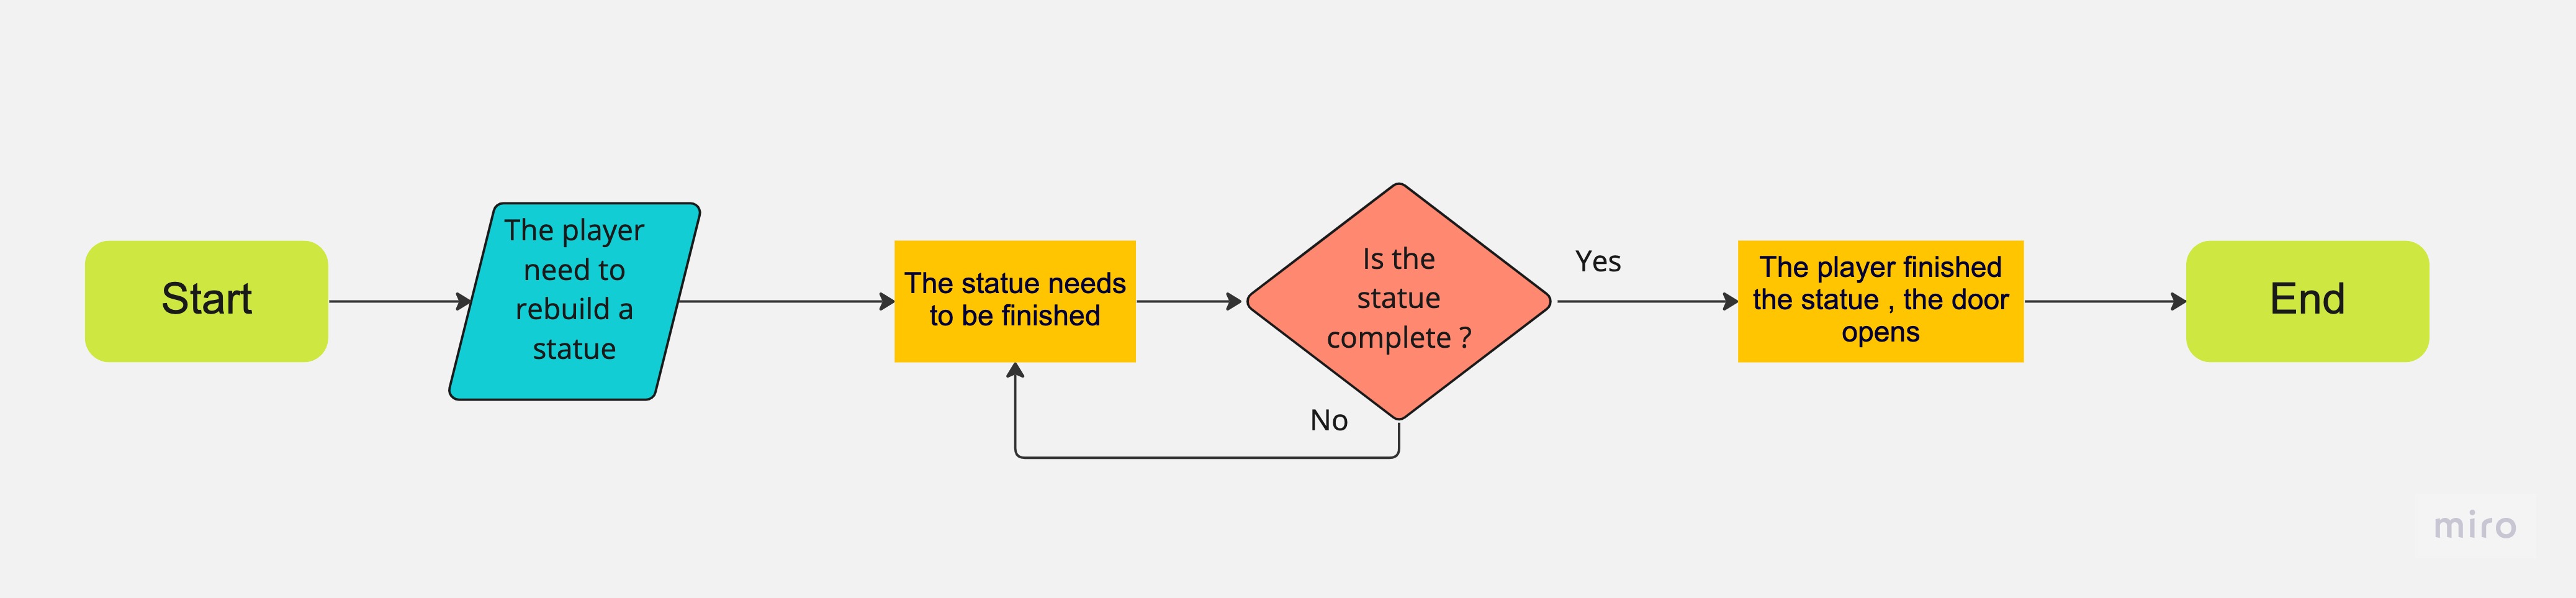 Start
The player
need to
rebuild a
statue
The statue needs
to be finished
Is the
statue
complete ?
Yes
No
The player finished
the statue , the door
opens
End
miro